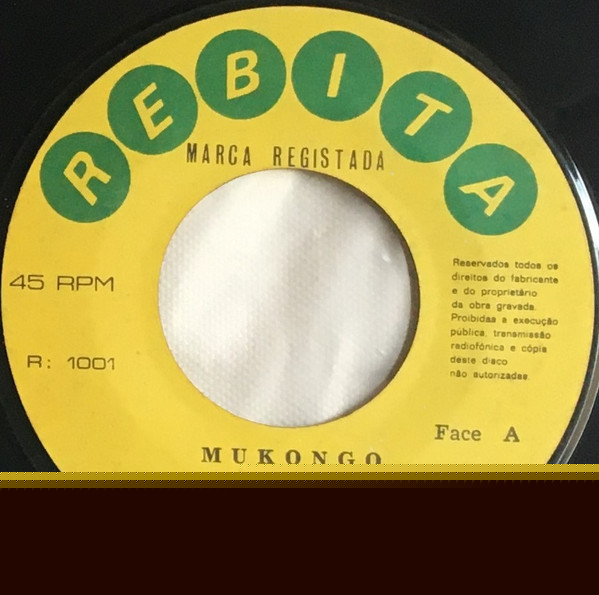 REBITA
MARCA REGISTADA
45 RPM
R: 1001
Reservados todos os
direitos do fabricante
e do proprietário
da obra gravada.
Proibidas a execução
pública, transmissão
radiofónica e cópia
deste disco
não autorizadas.
Face A
MUKONGO